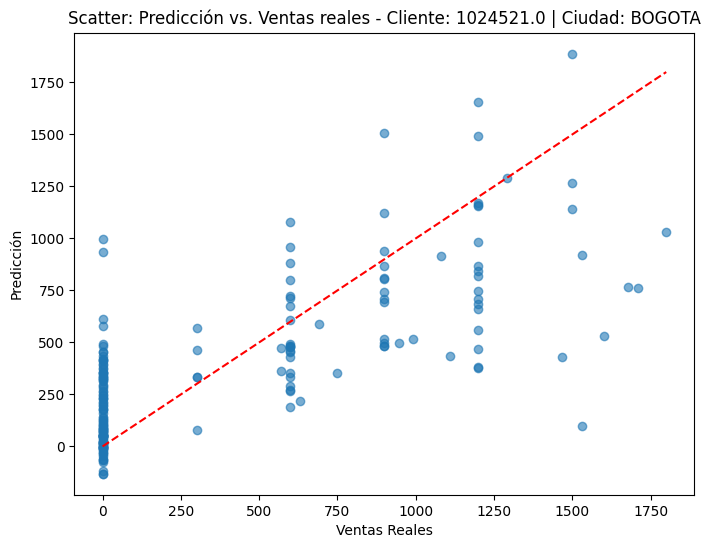 Scatter: Predicción vs. Ventas reales - Cliente: 1024521.0 | Ciudad: BOGOTA
1750
1500
1250
1000
750
500
250
0
Predicción
0 250 500 750 1000 1250 1500 1750
Ventas Reales